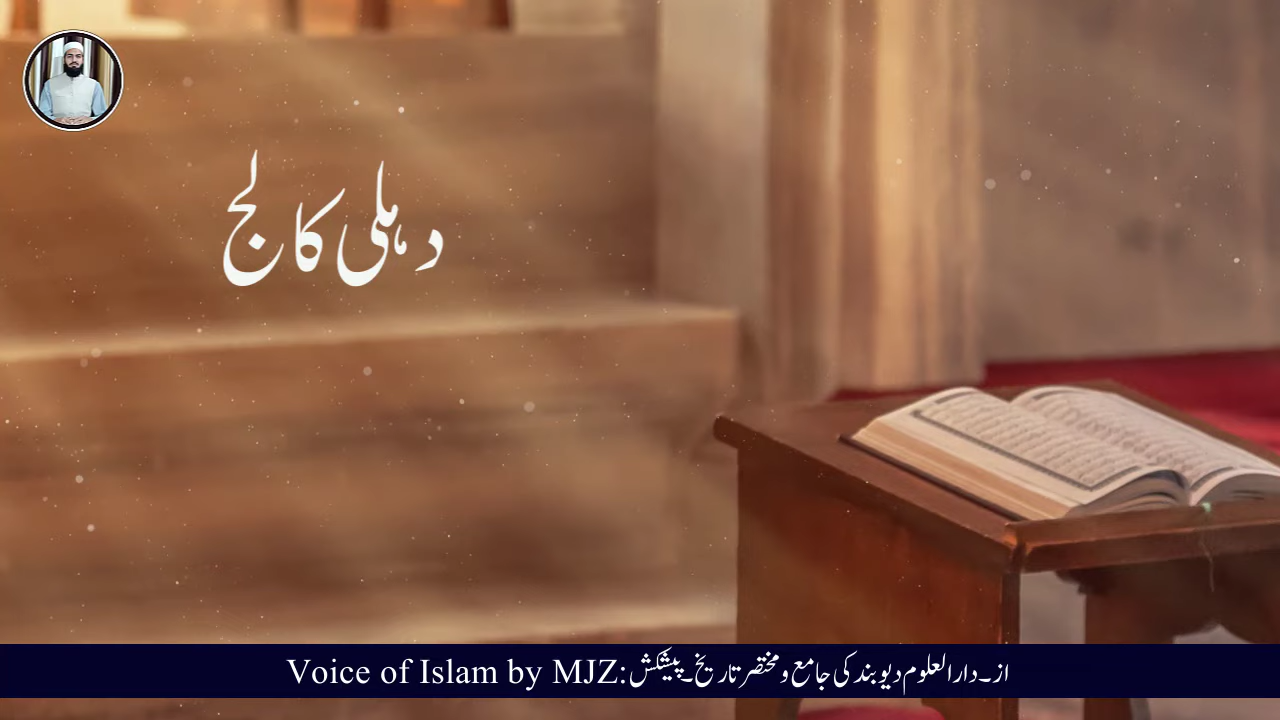 دہلی کالج
از۔دارالعلوم دیوبند کی جامع و مختصر تاریخ۔پیشکش:Voice of Islam by MJZ